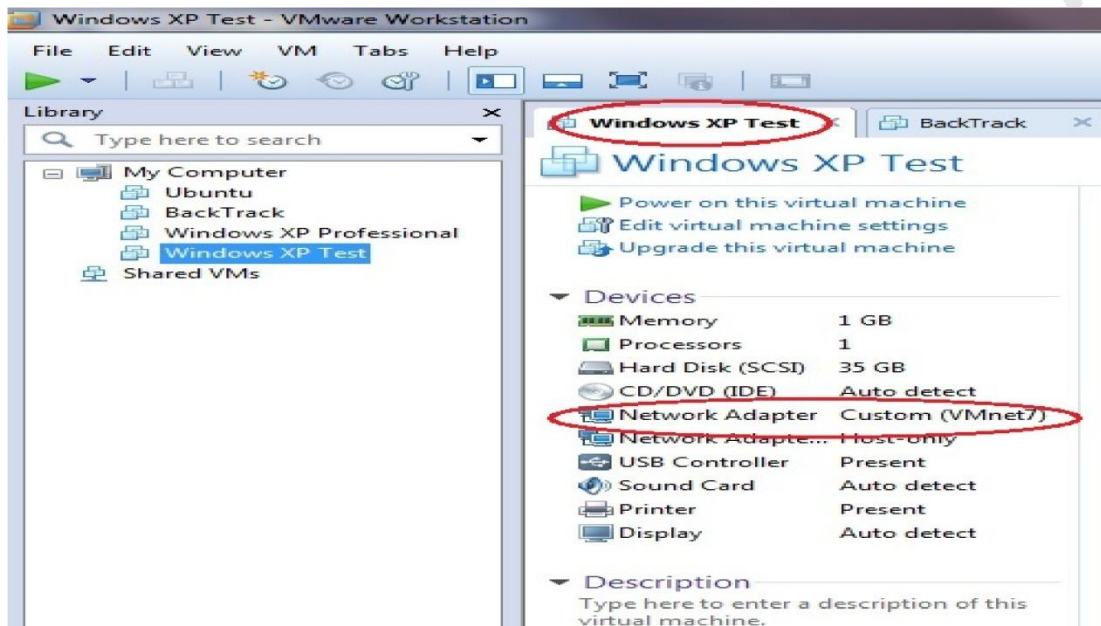 Windows XP Test - VMware Workstation
File Edit View VM Tabs Help
Library
Type here to search
My Computer
Ubuntu
BackTrack
Windows XP Professional
Windows XP Test
Shared VMs
Windows XP Test BackTrack
Windows XP Test
Power on this virtual machine
Edit virtual machine settings
Upgrade this virtual machine
Devices
Memory 1 GB
Processors 1
Hard Disk (SCSI) 35 GB
CD/DVD (IDE) Auto detect
Network Adapter Custom (VMnet7)
Network Adapte... Host-only
USB Controller Present
Sound Card Auto detect
Printer Present
Display Auto detect
Description
Type here to enter a description of this
virtual machine.